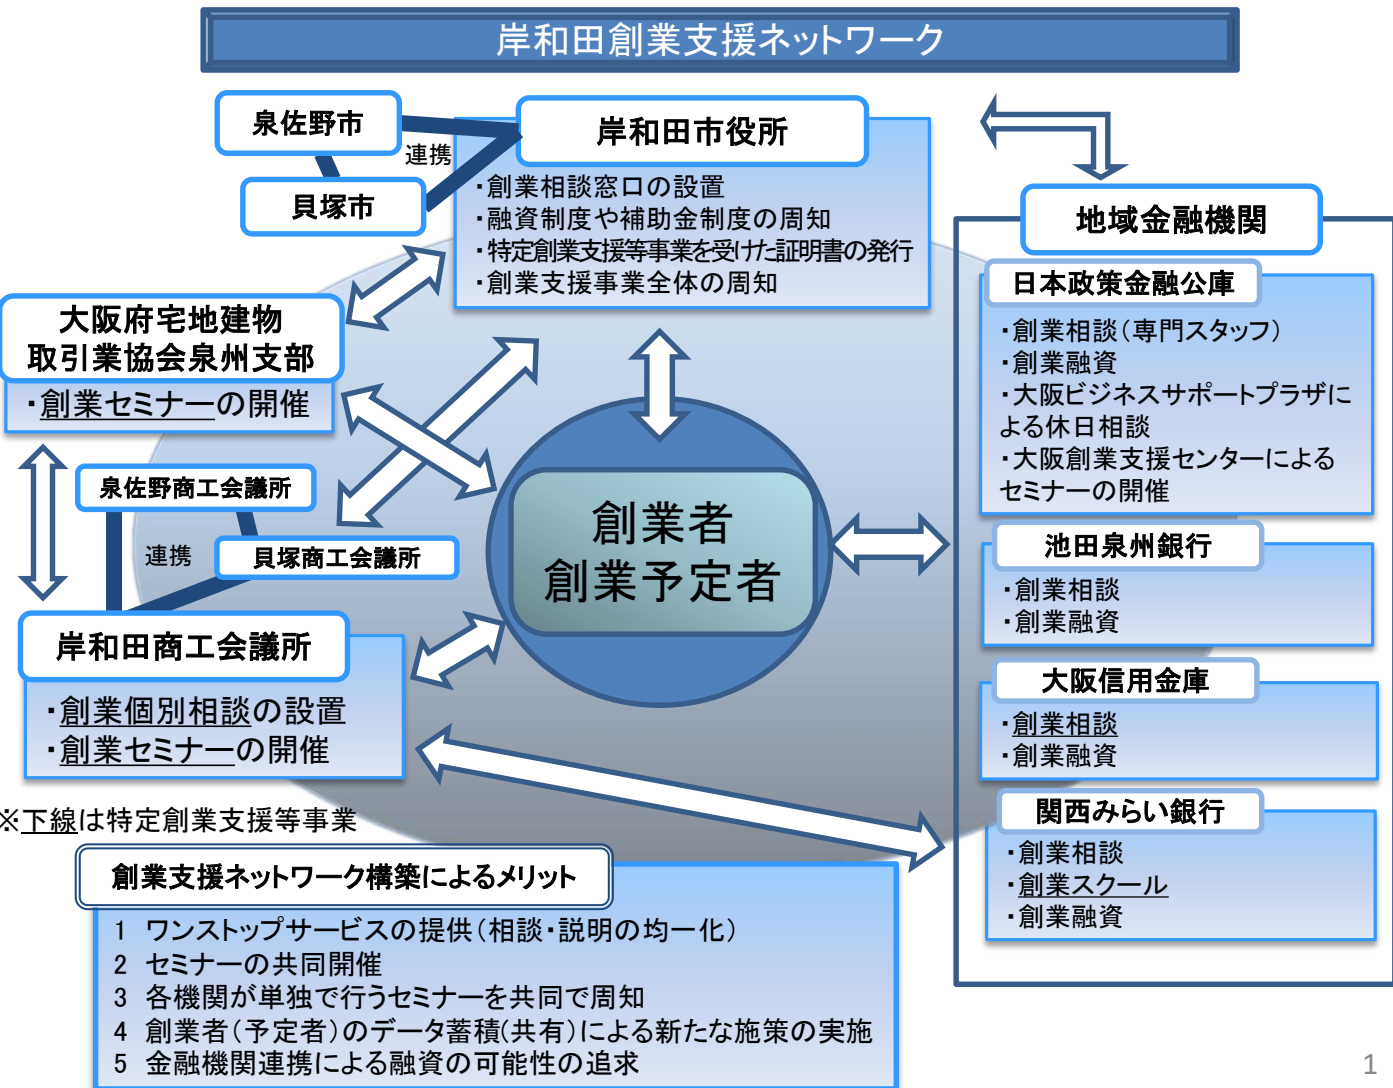 岸和田創業支援ネットワーク
泉佐野市
連携
貝塚市
岸和田市役所
・創業相談窓口の設置
・融資制度や補助金制度の周知
・特定創業支援等事業を受けた証明書の発行
・創業支援事業全体の周知
大阪府宅地建物
取引業協会泉州支部
・創業セミナーの開催
泉佐野商工会議所
連携
貝塚商工会議所
岸和田商工会議所
・創業個別相談の設置
・創業セミナーの開催
※下線は特定創業支援等事業
創業者
創業予定者
地域金融機関
日本政策金融公庫
・創業相談（専門スタッフ）
・創業融資
・大阪ビジネスサポートプラザに
よる休日相談
・大阪創業支援センターによる
セミナーの開催
池田泉州銀行
・創業相談
・創業融資
大阪信用金庫
・創業相談
・創業融資
関西みらい銀行
・創業相談
・創業スクール
・創業融資
創業支援ネットワーク構築によるメリット
1 ワンストップサービスの提供（相談・説明の均一化）
2 セミナーの共同開催
3 各機関が単独で行うセミナーを共同で周知
4 創業者（予定者）のデータ蓄積(共有)による新たな施策の実施
5 金融機関連携による融資の可能性の追求
1